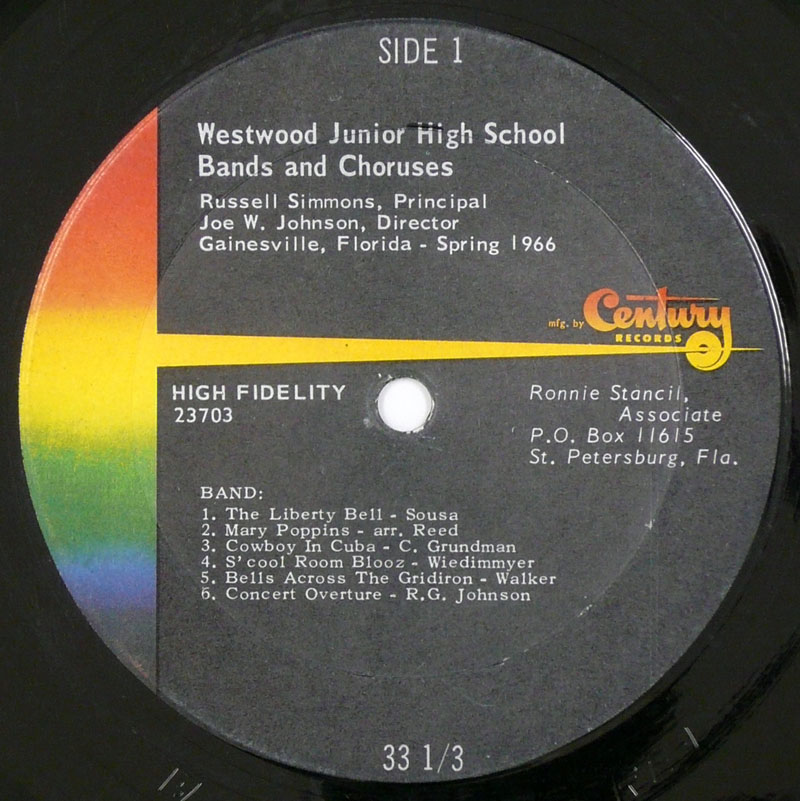 SIDE 1
Westwood Junior High School
Bands and Choruses
Russell Simmons, Principal
Joe W. Johnson, Director
Gainesville, Florida - Spring 1966
mfg. by Century
RECORDS
HIGH FIDELITY
23703
Ronnie Stancil,
Associate
P.O. Box 11615
St. Petersburg, Fla.
BAND:
1. The Liberty Bell - Sousa
2. Mary Poppins - arr. Reed
3. Cowboy In Cuba - C. Grundman
4. S'cool Room Blooz - Wiedimmyer
5. Bells Across The Gridiron - Walker
6. Concert Overture - R.G. Johnson
33 1/3